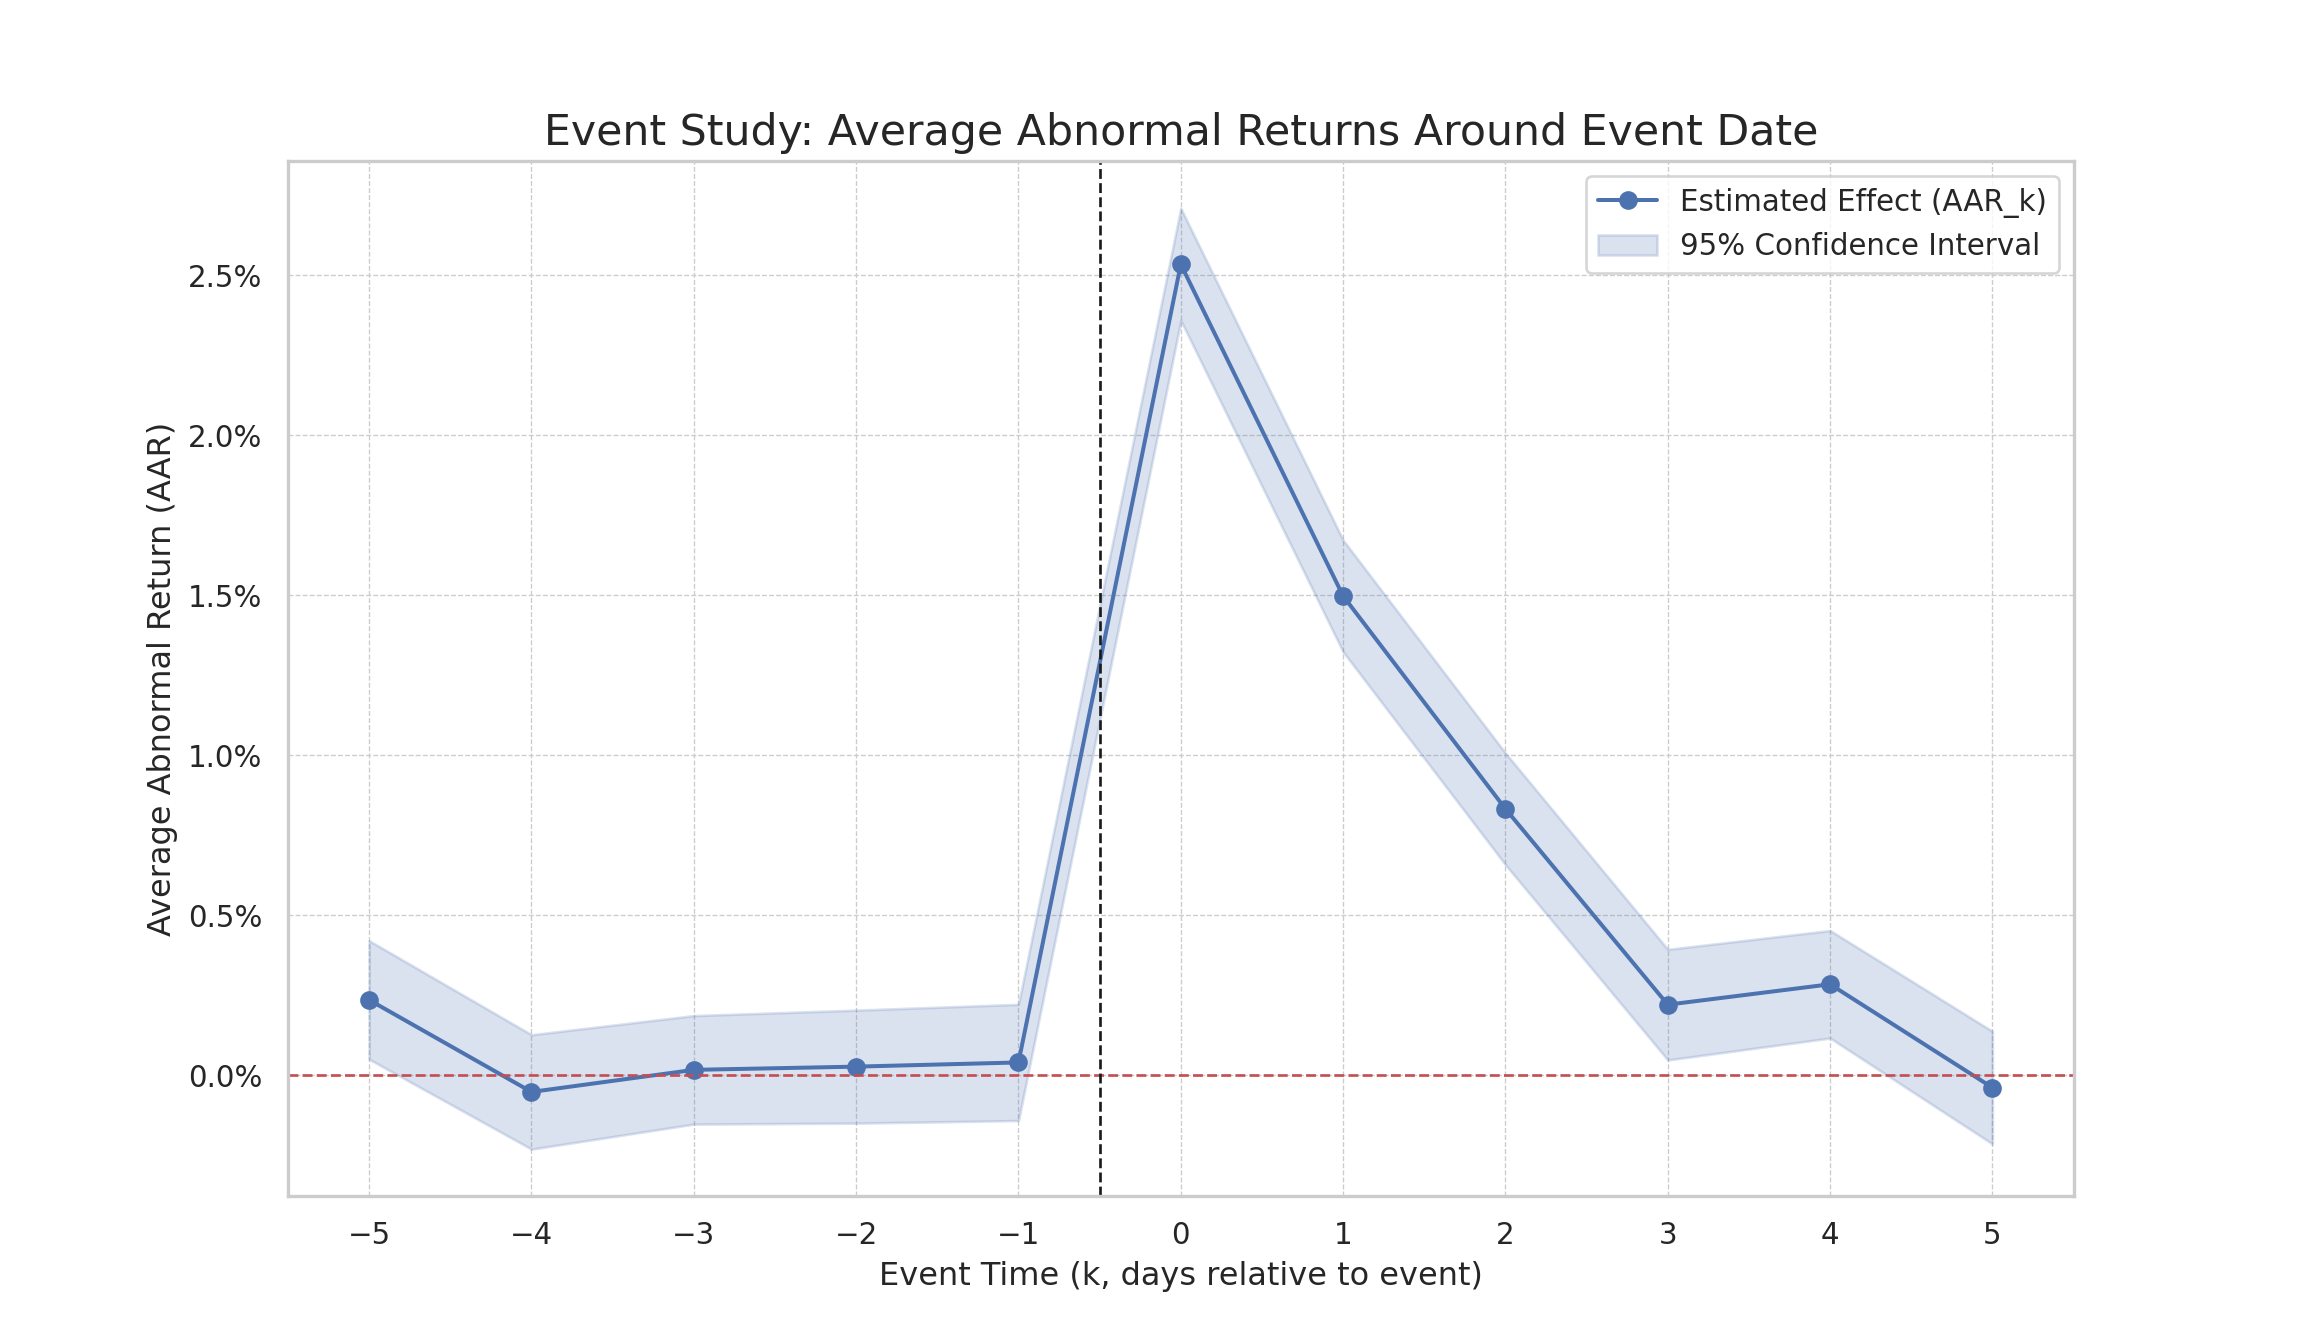 Event Study: Average Abnormal Returns Around Event Date
Estimated Effect (AAR_k)
95% Confidence Interval
Average Abnormal Return (AAR)
2.5%
2.0%
1.5%
1.0%
0.5%
0.0%
−5 −4 −3 −2 −1 0 1 2 3 4 5
Event Time (k, days relative to event)